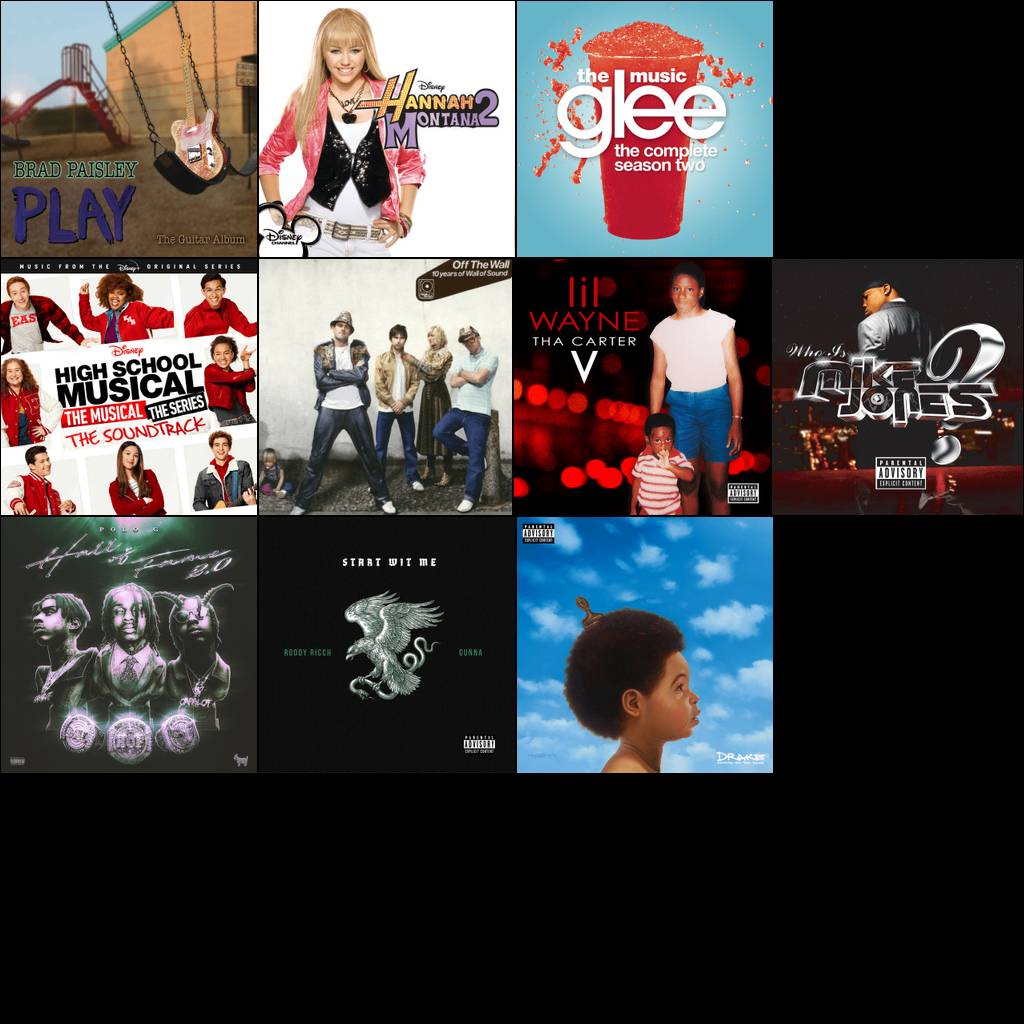 BRAD PAISLEY
PLAY
The Guitar Album
Disney
HANNAH
MONTANA 2
Disney
CHANNEL
the music
glee
the complete
season two
MUSIC FROM THE Disney+ ORIGINAL SERIES
EAS
Disney
HIGH SCHOOL
MUSICAL
THE MUSICAL THE SERIES
THE SOUNDTRACK
Off The Wall
10 years of Wall of Sound
lil
WAYNE
THA CARTER
V
PARENTAL
ADVISORY
EXPLICIT CONTENT
Who Is
MIKE
JONES
?
PARENTAL
ADVISORY
EXPLICIT CONTENT
POLO G
Hall of Fame
2.0
CAPALOT
HOF
START WIT ME
RODDY RICCH
GUNNA
PARENTAL
ADVISORY
EXPLICIT CONTENT
PARENTAL
ADVISORY
EXPLICIT CONTENT
DRAKE